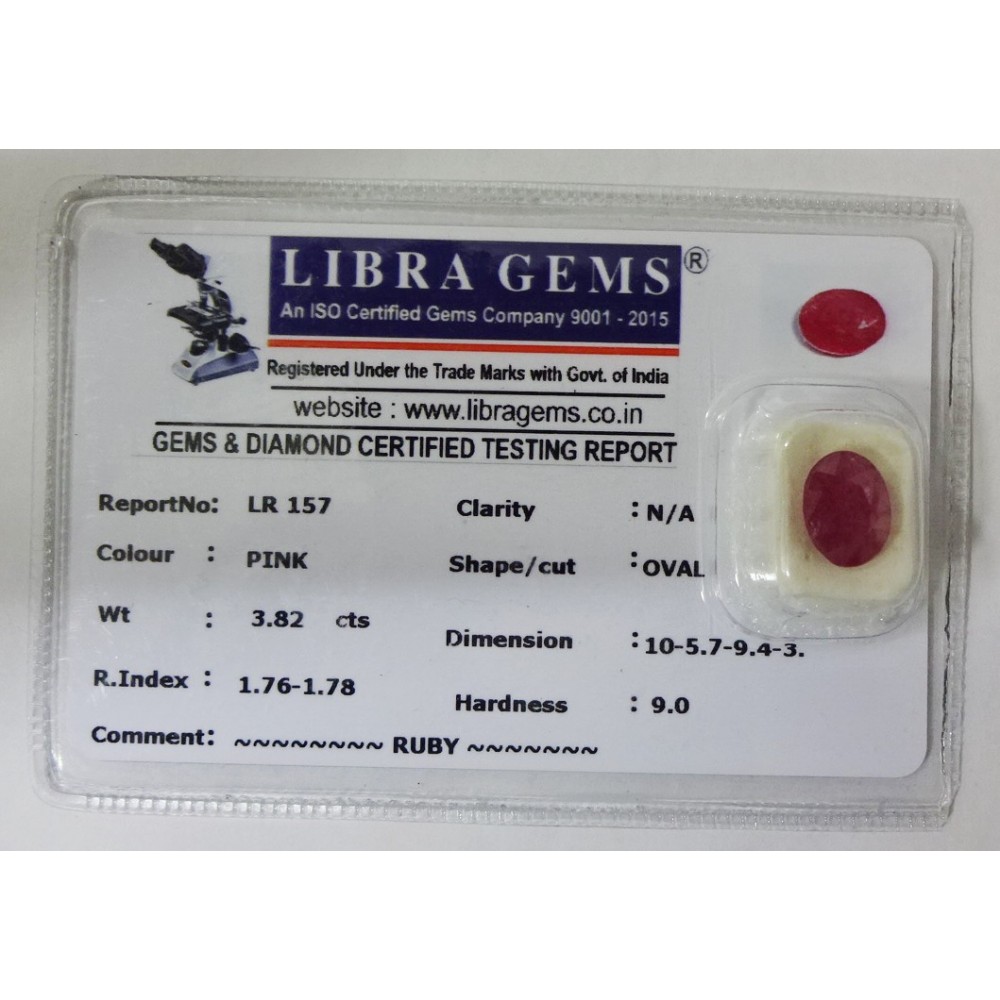 LIBRA GEMS ®
An ISO Certified Gems Company 9001 - 2015
Registered Under the Trade Marks with Govt. of India
website : www.libragems.co.in
GEMS & DIAMOND CERTIFIED TESTING REPORT
ReportNo: LR 157
Clarity : N/A
Colour : PINK
Shape/cut : OVAL
Wt : 3.82 cts
Dimension : 10-5.7-9.4-3.
R.Index : 1.76-1.78
Hardness : 9.0
Comment: ~~~~~~~~ RUBY ~~~~~~~